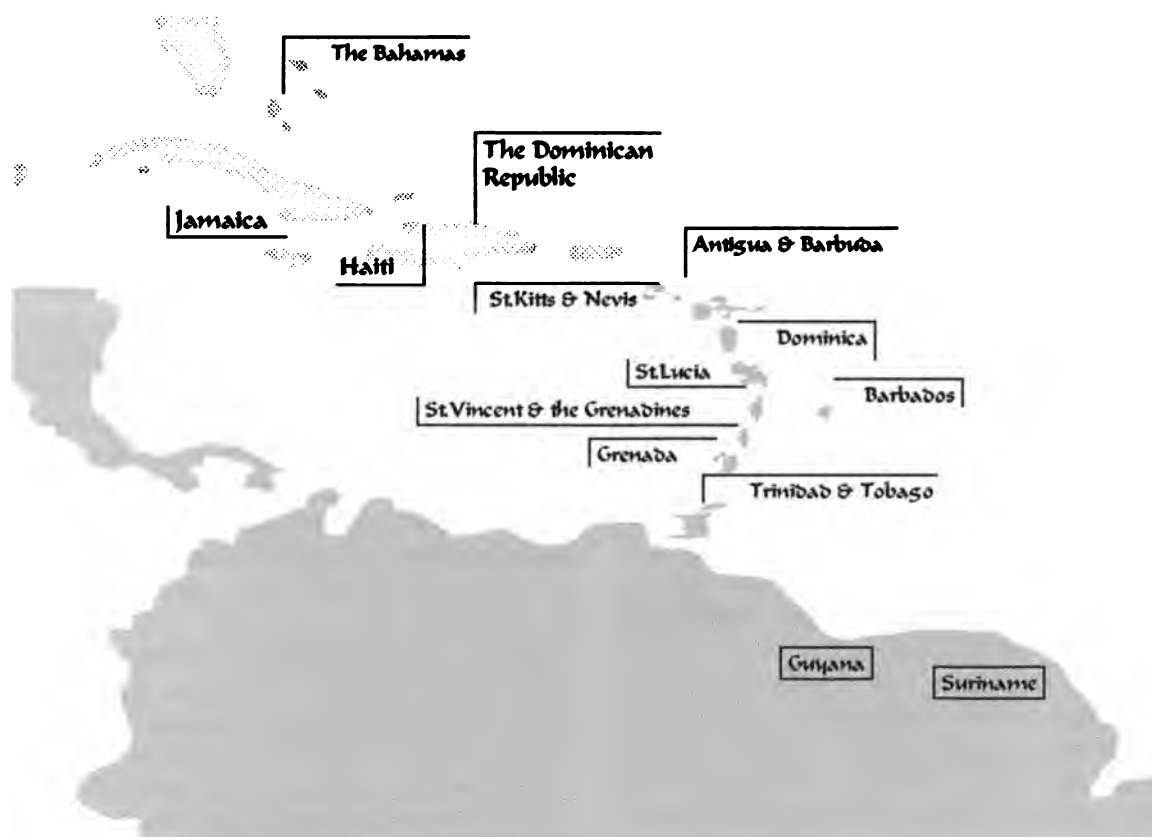 The Bahamas
The Dominican
Republic
Jamaica
Antigua & Barbuda
Haiti
St.Kitts & Nevis
Dominica
St.Lucia
Barbados
St.Vincent & the Grenadines
Grenada
Trinidad & Tobago
Guyana
Suriname